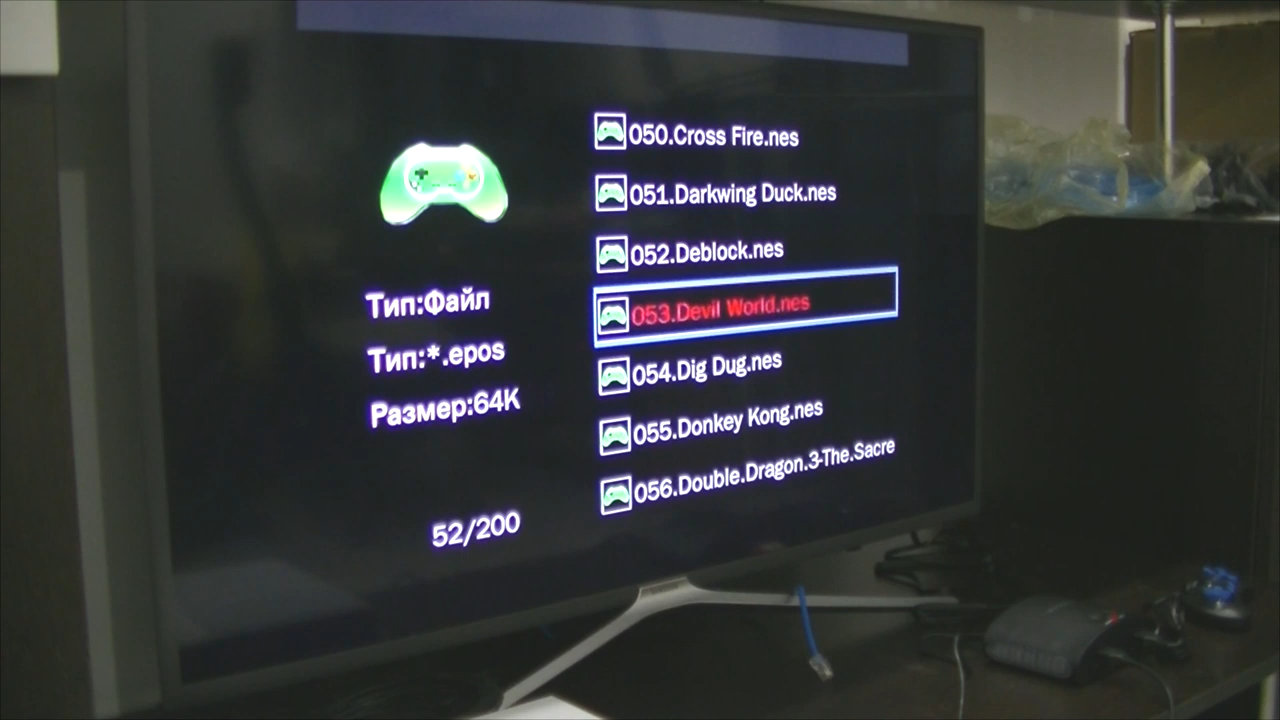 Тип:Файл
Тип:*.epos
Размер:64K
52/200
050.Cross Fire.nes
051.Darkwing Duck.nes
052.Deblock.nes
053.Devil World.nes
054.Dig Dug.nes
055.Donkey Kong.nes
056.Double.Dragon.3-The.Sacre